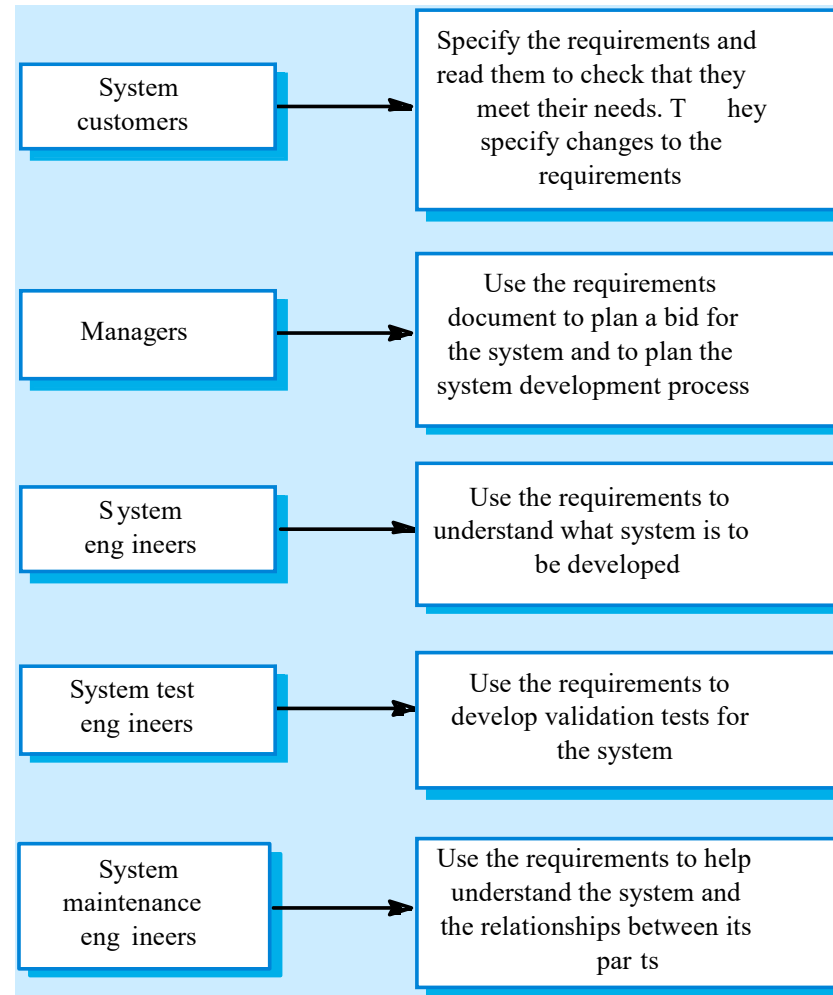 System
customers
Specify the requirements and
read them to check that they
meet their needs. T hey
specify changes to the
requirements
Managers
Use the requirements
document to plan a bid for
the system and to plan the
system development process
S ystem
eng ineers
Use the requirements to
understand what system is to
be developed
System test
eng ineers
Use the requirements to
develop validation tests for
the system
System
maintenance
eng ineers
Use the requirements to help
understand the system and
the relationships between its
par ts